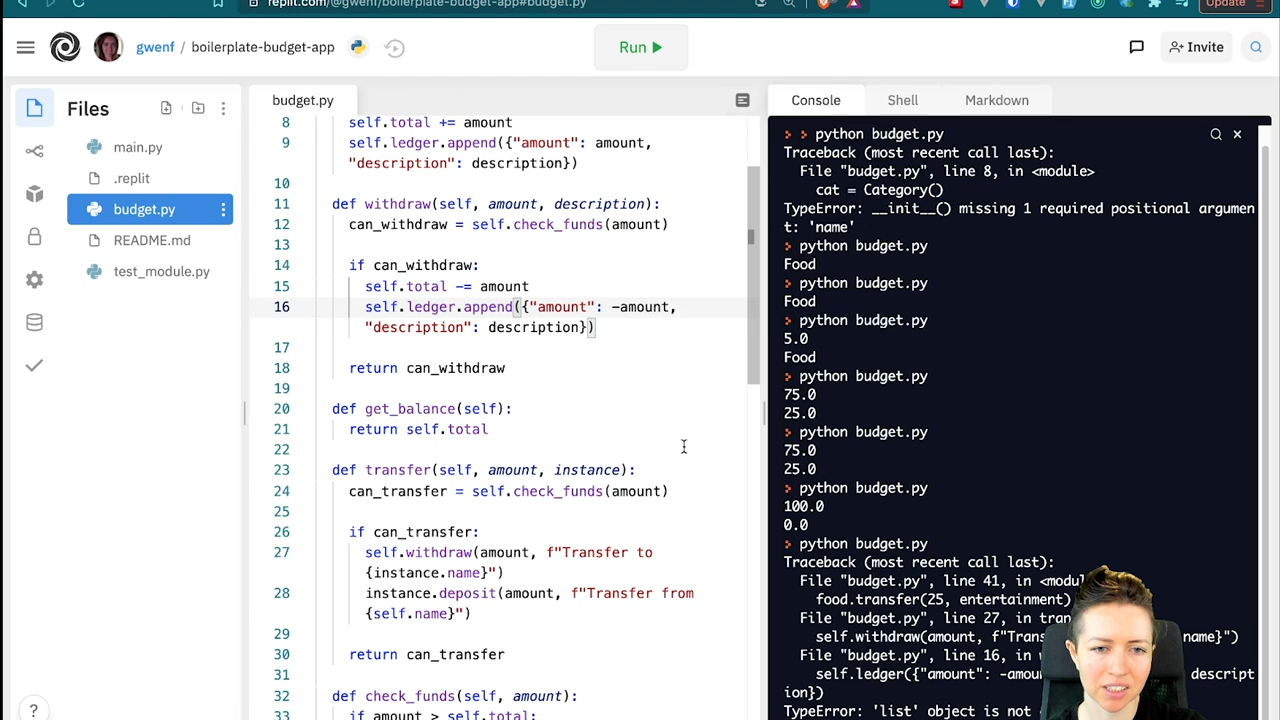 replit.com/@gwenf/boilerplate-budget-app#budget.py
Update
gwenf / boilerplate-budget-app
Run
Invite
Files
main.py
.replit
budget.py
README.md
test_module.py
?
budget.py
8 self.total += amount
9 self.ledger.append({"amount": amount,
"description": description})
10
11 def withdraw(self, amount, description):
12 can_withdraw = self.check_funds(amount)
13
14 if can_withdraw:
15 self.total -= amount
16 self.ledger.append({"amount": -amount,
"description": description})
17
18 return can_withdraw
19
20 def get_balance(self):
21 return self.total
22
23 def transfer(self, amount, instance):
24 can_transfer = self.check_funds(amount)
25
26 if can_transfer:
27 self.withdraw(amount, f"Transfer to
{instance.name}")
28 instance.deposit(amount, f"Transfer from
{self.name}")
29
30 return can_transfer
31
32 def check_funds(self, amount):
33 if amount > self.total:
Console Shell Markdown
> > python budget.py
Traceback (most recent call last):
File "budget.py", line 8, in <module>
cat = Category()
TypeError: __init__() missing 1 required positional argumen
t: 'name'
> python budget.py
Food
> python budget.py
Food
> python budget.py
5.0
Food
> python budget.py
75.0
25.0
> python budget.py
75.0
25.0
> python budget.py
100.0
0.0
> python budget.py
Traceback (most recent call last):
File "budget.py", line 41, in
food.transfer(25, entertainment)
File "budget.py", line 27, in
self.withdraw(amount, name}")
File "budget.py", line 16, in
self.ledger({"amount": descript
ion})
TypeError: 'list' object is not